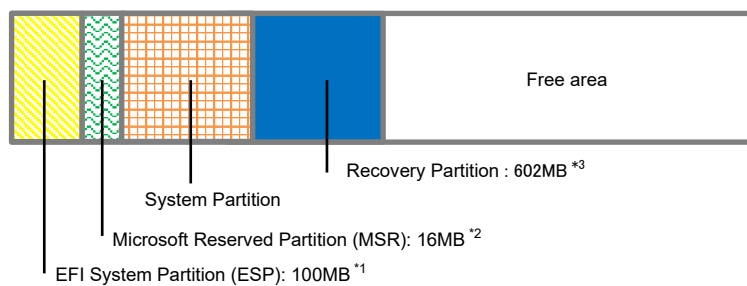 Free area
Recovery Partition : 602MB *3
System Partition
Microsoft Reserved Partition (MSR): 16MB *2
EFI System Partition (ESP): 100MB *1